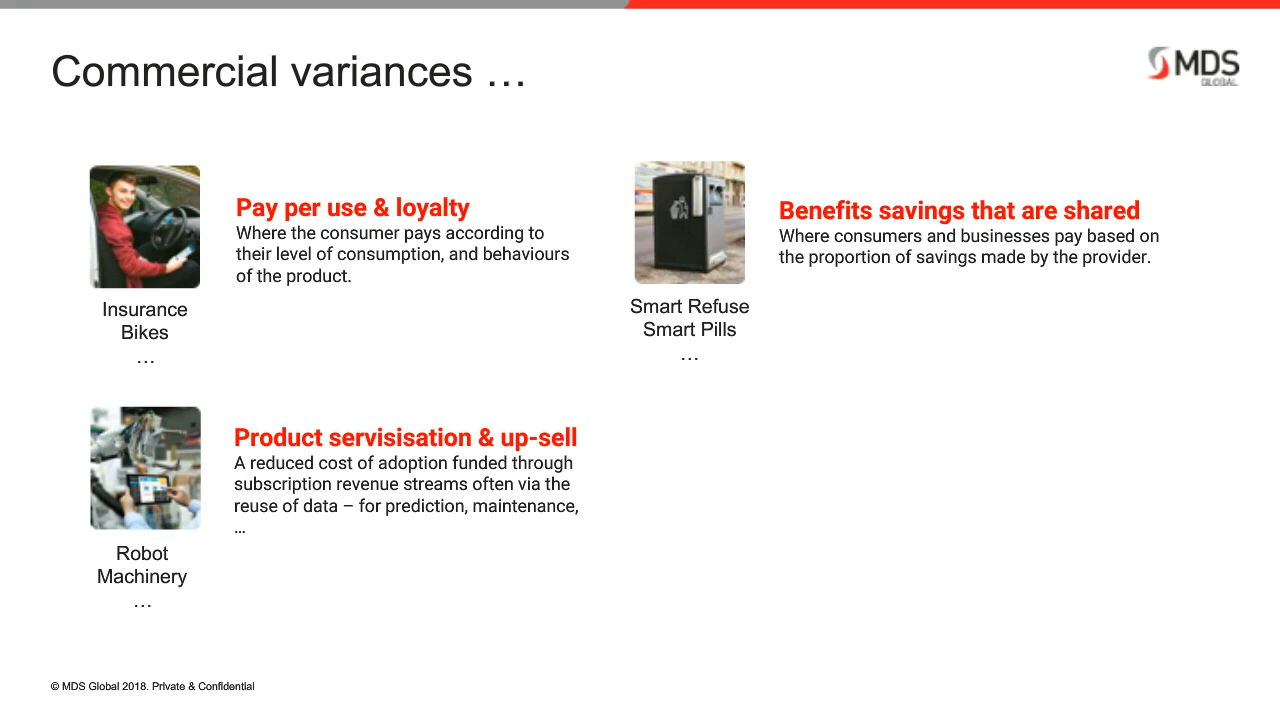 Commercial variances …
MDS
GLOBAL
Pay per use & loyalty
Where the consumer pays according to
their level of consumption, and behaviours
of the product.
Insurance
Bikes
…
Benefits savings that are shared
Where consumers and businesses pay based on
the proportion of savings made by the provider.
Smart Refuse
Smart Pills
…
Product servisisation & up-sell
A reduced cost of adoption funded through
subscription revenue streams often via the
reuse of data – for prediction, maintenance,
…
Robot
Machinery
…
© MDS Global 2018. Private & Confidential